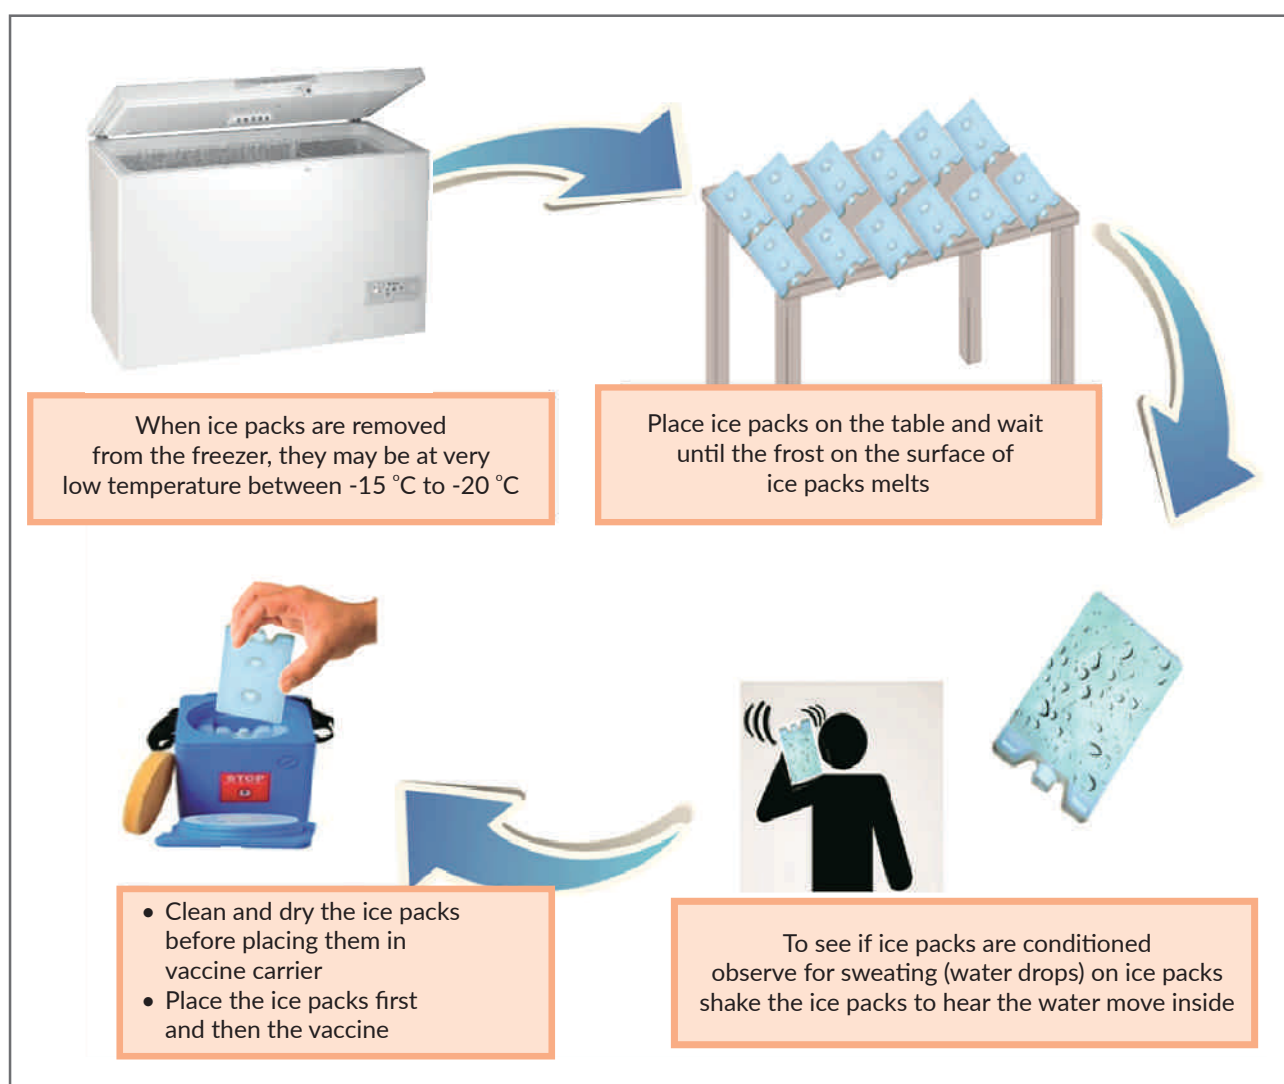 When ice packs are removed
from the freezer, they may be at very
low temperature between -15 °C to -20 °C
Place ice packs on the table and wait
until the frost on the surface of
ice packs melts
To see if ice packs are conditioned
observe for sweating (water drops) on ice packs
shake the ice packs to hear the water move inside
STOP
• Clean and dry the ice packs
before placing them in
vaccine carrier
• Place the ice packs first
and then the vaccine